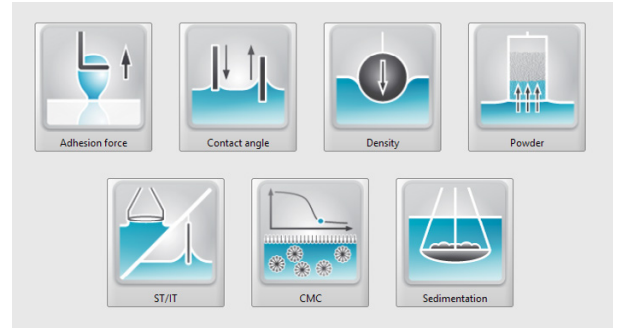 Adhesion force
Contact angle
Density
Powder
ST/IT
CMC
Sedimentation